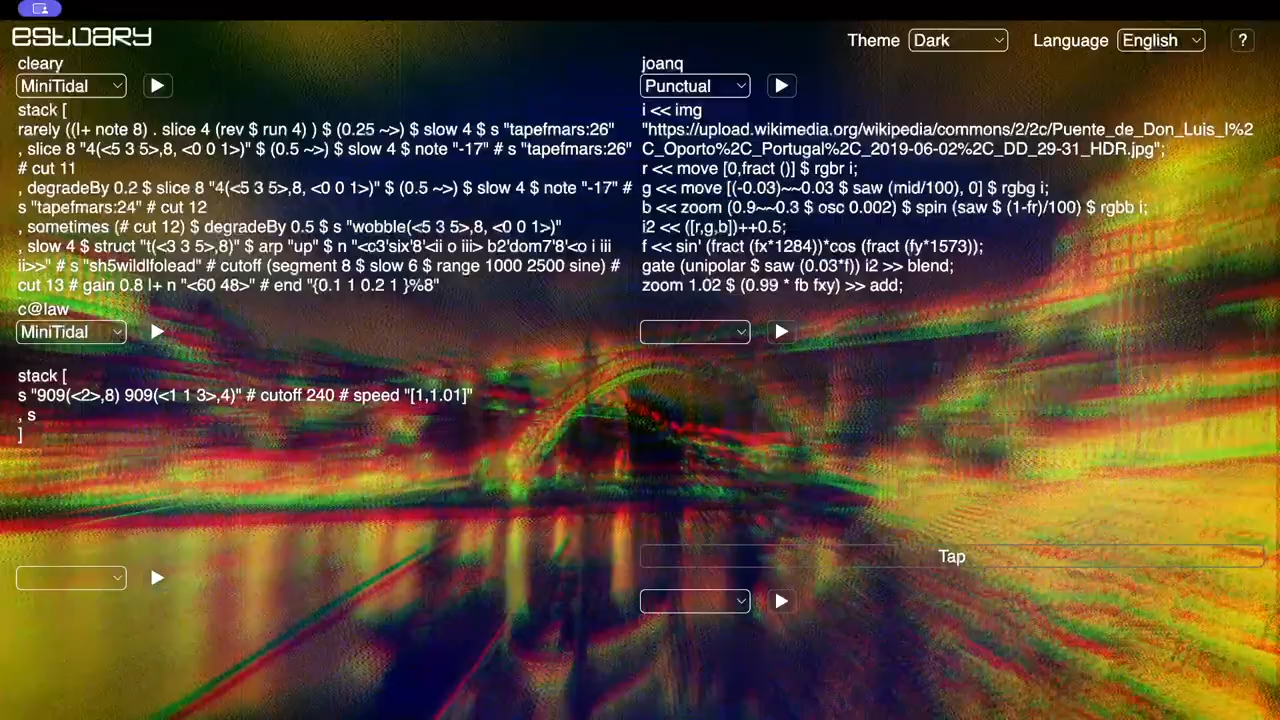 estuary
Theme Dark Language English ?
cleary
MiniTidal
stack [
rarely ((|+ note 8) . slice 4 (rev $ run 4) ) $ (0.25 ~>) $ slow 4 $ s "tapefmars:26"
, slice 8 "4(<5 3 5>,8, <0 0 1>)" $ (0.5 ~>) $ slow 4 $ note "-17" # s "tapefmars:26"
# cut 11
, degradeBy 0.2 $ slice 8 "4(<5 3 5>,8, <0 0 1>)" $ (0.5 ~>) $ slow 4 $ note "-17" #
s "tapefmars:24" # cut 12
, sometimes (# cut 12) $ degradeBy 0.5 $ s "wobble(<5 3 5>,8, <0 0 1>)"
, slow 4 $ struct "t(<3 3 5>,8)" $ arp "up" $ n "<c3'six'8'<ii o iii> b2'dom7'8'<o i iii
ii>>" # s "sh5wildlfolead" # cutoff (segment 8 $ slow 6 $ range 1000 2500 sine) #
cut 13 # gain 0.8 |+ n "<60 48>" # end "{0.1 1 0.2 1 }%8"
joanq
Punctual
i << img
"https://upload.wikimedia.org/wikipedia/commons/2/2c/Puente_de_Don_Luis_I%2
C_Oporto%2C_Portugal%2C_2019-06-02%2C_DD_29-31_HDR.jpg";
r << move [0,fract ()] $ rgbr i;
g << move [(-0.03)~~0.03 $ saw (mid/100), 0] $ rgbg i;
b << zoom (0.9~~0.3 $ osc 0.002) $ spin (saw $ (1-fr)/100) $ rgbb i;
i2 << ([r,g,b])++0.5;
f << sin' (fract (fx*1284))*cos (fract (fy*1573));
gate (unipolar $ saw (0.03*f)) i2 >> blend;
zoom 1.02 $ (0.99 * fb fxy) >> add;
c@law
MiniTidal
stack [
s "909(<2>,8) 909(<1 1 3>,4)" # cutoff 240 # speed "[1,1.01]"
, s
]
Tap